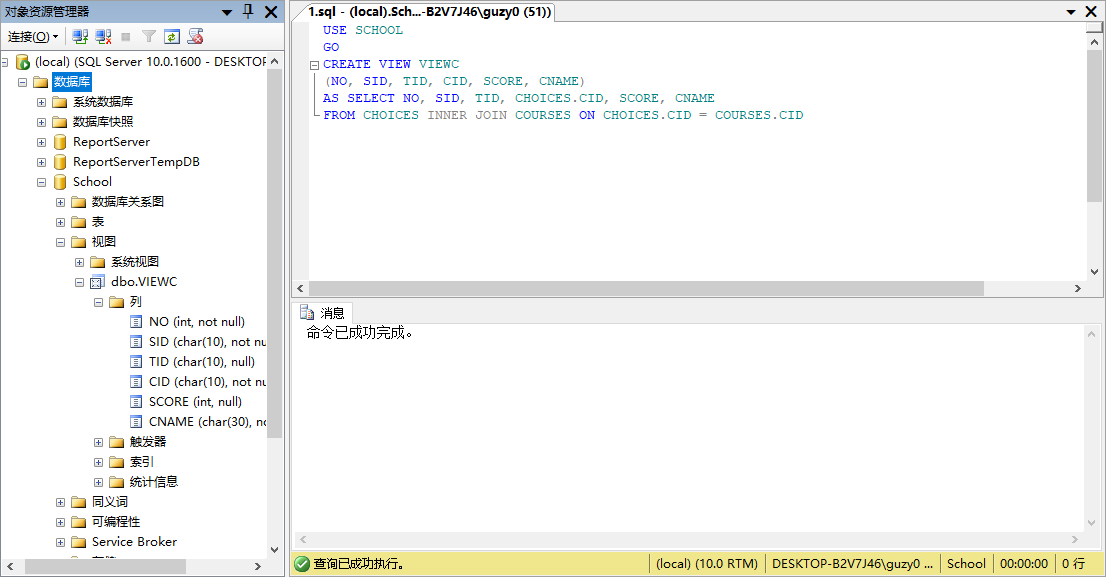 对象资源管理器
连接(O)
(local) (SQL Server 10.0.1600 - DESKTOP
数据库
系统数据库
数据库快照
ReportServer
ReportServerTempDB
School
数据库关系图
表
视图
系统视图
dbo.VIEWC
列
NO (int, not null)
SID (char(10), not nu
TID (char(10), null)
CID (char(10), not nu
SCORE (int, null)
CNAME (char(30), no
触发器
索引
统计信息
同义词
可编程性
Service Broker
1.sql - (local).Sch...-B2V7J46\guzy0 (51))
USE SCHOOL
GO
CREATE VIEW VIEWC
(NO, SID, TID, CID, SCORE, CNAME)
AS SELECT NO, SID, TID, CHOICES.CID, SCORE, CNAME
FROM CHOICES INNER JOIN COURSES ON CHOICES.CID = COURSES.CID
消息
命令已成功完成。
查询已成功执行。
(local) (10.0 RTM)
DESKTOP-B2V7J46\guzy0 ...
School
00:00:00
0 行